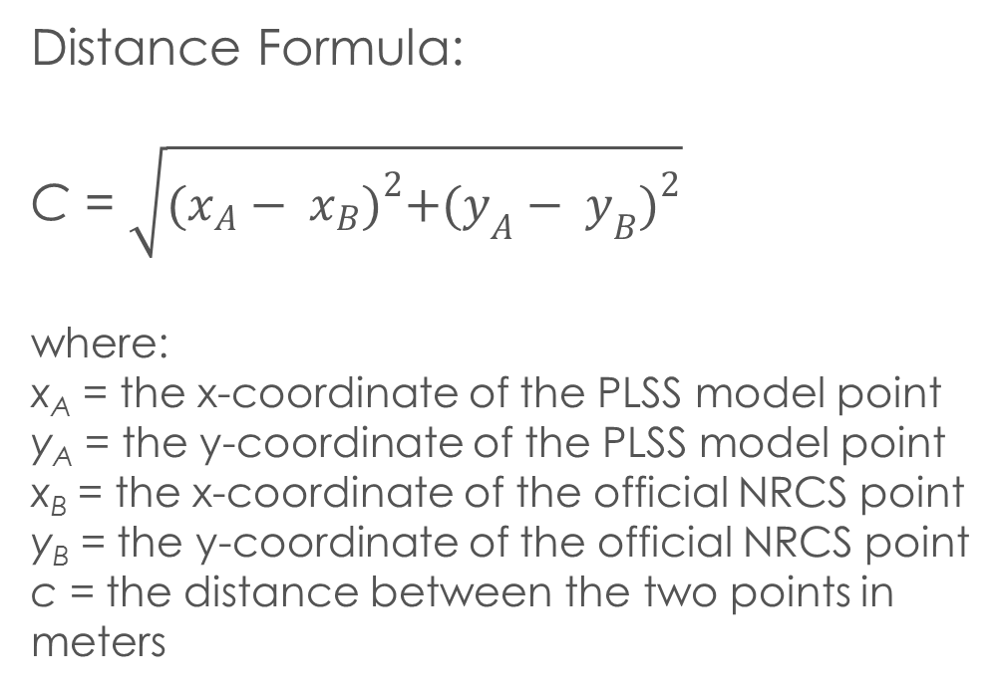 Distance Formula:
C = √(x_A − x_B)²+(y_A − y_B)²
where:
x_A = the x-coordinate of the PLSS model point
y_A = the y-coordinate of the PLSS model point
x_B = the x-coordinate of the official NRCS point
y_B = the y-coordinate of the official NRCS point
c = the distance between the two points in
meters